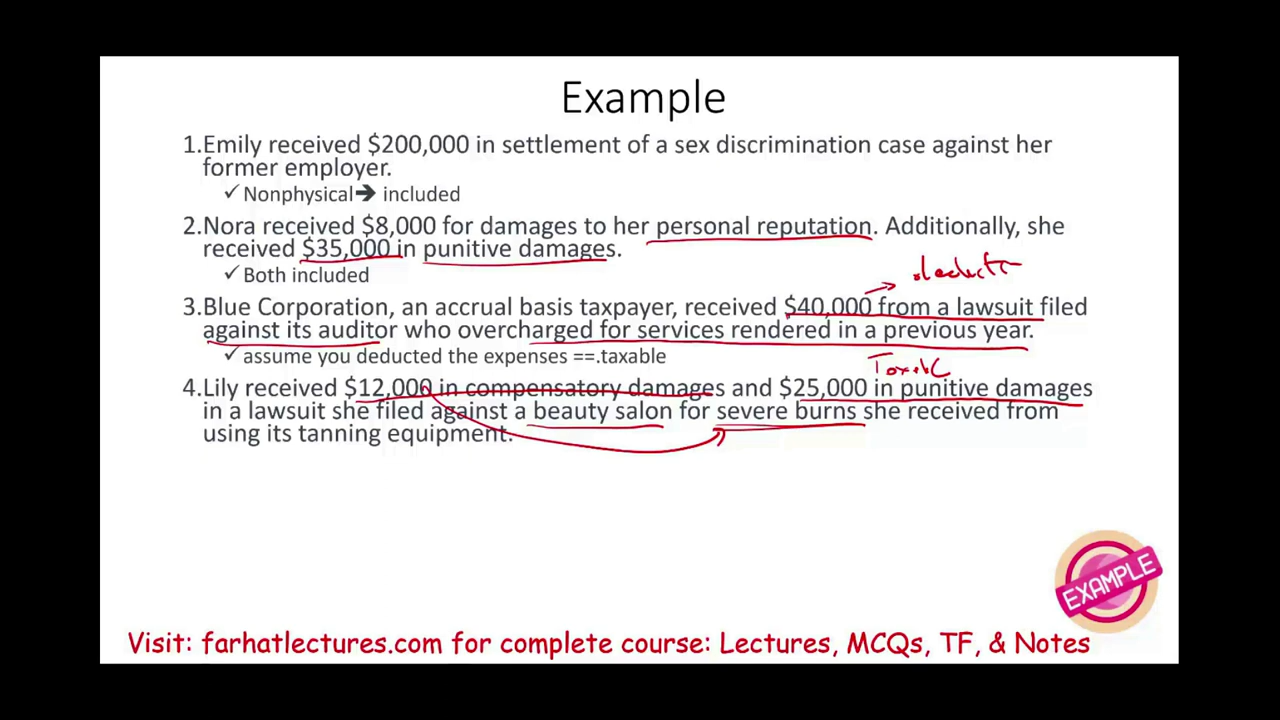 Example
1.Emily received $200,000 in settlement of a sex discrimination case against her
former employer.
✓Nonphysical➔ included
2.Nora received $8,000 for damages to her personal reputation. Additionally, she
received $35,000 in punitive damages.
✓Both included
3.Blue Corporation, an accrual basis taxpayer, received $40,000 from a lawsuit filed
against its auditor who overcharged for services rendered in a previous year.
✓assume you deducted the expenses ==.taxable
4.Lily received $12,000 in compensatory damages and $25,000 in punitive damages
in a lawsuit she filed against a beauty salon for severe burns she received from
using its tanning equipment.
EXAMPLE
Visit: farhatlectures.com for complete course: Lectures, MCQs, TF, & Notes